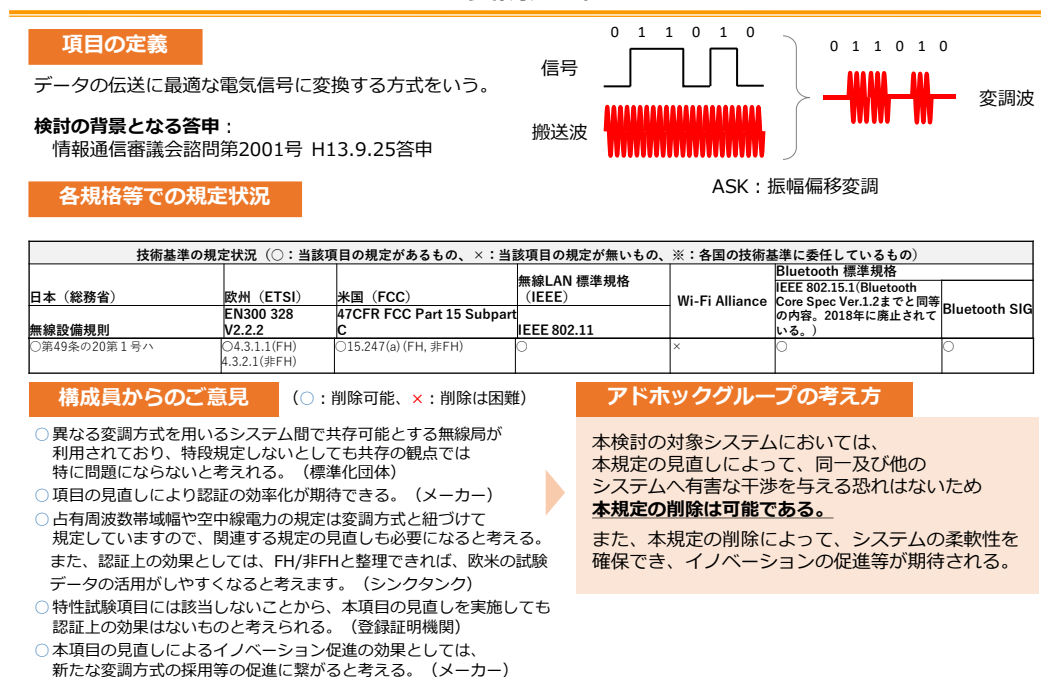 項目の定義
データの伝送に最適な電気信号に変換する方式をいう。
検討の背景となる答申：
情報通信審議会諮問第2001号 H13.9.25答申
0 1 1 0 1 0
信号
搬送波
0 1 1 0 1 0
変調波
ASK：振幅偏移変調
各規格等での規定状況
技術基準の規定状況（○：当該項目の規定があるもの、×：当該項目の規定が無いもの、※：各国の技術基準に委任しているもの）
日本（総務省）
欧州（ETSI）
米国（FCC）
無線LAN 標準規格
（IEEE）
Wi-Fi Alliance
Bluetooth 標準規格
無線設備規則
EN300 328
V2.2.2
47CFR FCC Part 15 Subpart
C
IEEE 802.11
IEEE 802.15.1(Bluetooth
Core Spec Ver.1.2までと同等
の内容。2018年に廃止されて
いる。）
Bluetooth SIG
○第49条の20第１号ハ
○4.3.1.1(FH)
4.3.2.1(非FH)
○15.247(a) (FH, 非FH)
○
×
○
○
構成員からのご意見
（○：削除可能、×：削除は困難）
○異なる変調方式を用いるシステム間で共存可能とする無線局が
利用されており、特段規定しないとしても共存の観点では
特に問題にならないと考えれる。（標準化団体）
○項目の見直しにより認証の効率化が期待できる。（メーカー）
○占有周波数帯域幅や空中線電力の規定は変調方式と紐づけて
規定していますので、関連する規定の見直しも必要になると考える。
また、認証上の効果としては、FH/非FHと整理できれば、欧米の試験
データの活用がしやすくなると考えます。（シンクタンク）
○特性試験項目には該当しないことから、本項目の見直しを実施しても
認証上の効果はないものと考えられる。（登録証明機関）
○本項目の見直しによるイノベーション促進の効果としては、
新たな変調方式の採用等の促進に繋がると考える。（メーカー）
アドホックグループの考え方
本検討の対象システムにおいては、
本規定の見直しによって、同一及び他の
システムへ有害な干渉を与える恐れはないため
本規定の削除は可能である。
また、本規定の削除によって、システムの柔軟性を
確保でき、イノベーションの促進等が期待される。